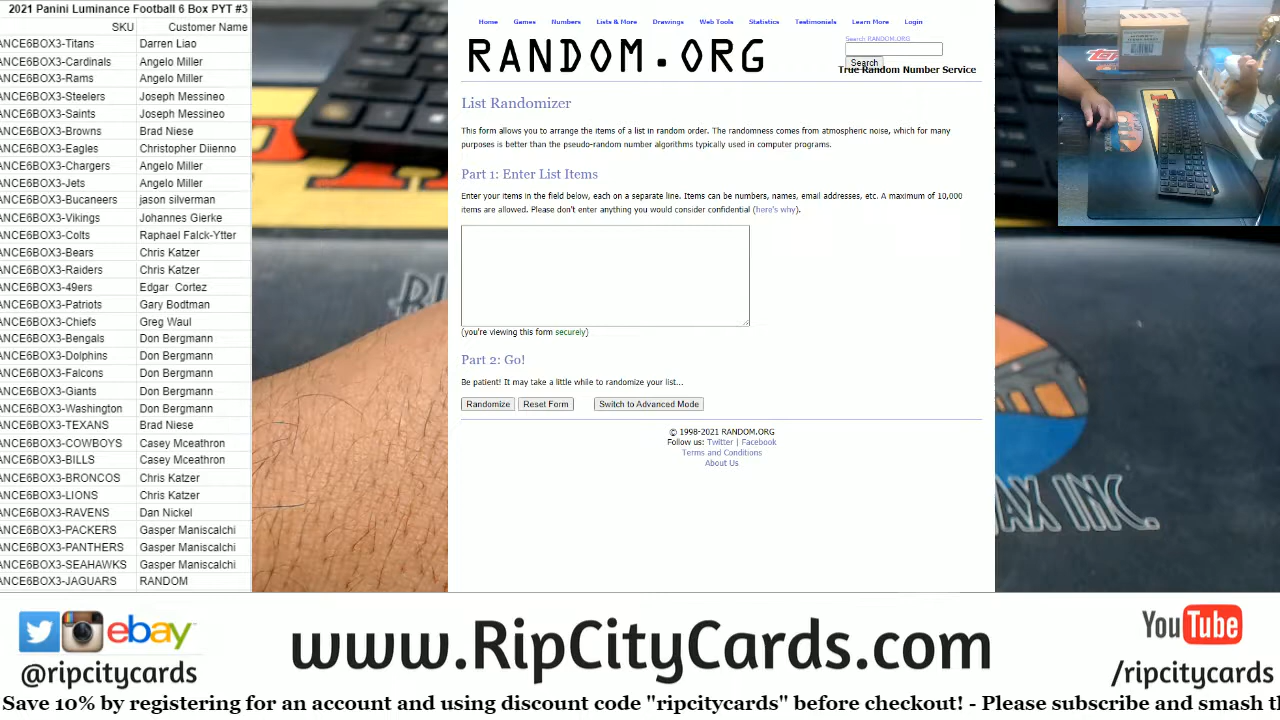 2021 Panini Luminance Football 6 Box PYT #3
SKU Customer Name
ANCE6BOX3-Titans Darren Liao
ANCE6BOX3-Cardinals Angelo Miller
ANCE6BOX3-Rams Angelo Miller
ANCE6BOX3-Steelers Joseph Messineo
ANCE6BOX3-Saints Joseph Messineo
ANCE6BOX3-Browns Brad Niese
ANCE6BOX3-Eagles Christopher DiIenno
ANCE6BOX3-Chargers Angelo Miller
ANCE6BOX3-Jets Angelo Miller
ANCE6BOX3-Bucaneers jason silverman
ANCE6BOX3-Vikings Johannes Gierke
ANCE6BOX3-Colts Raphael Falck-Ytter
ANCE6BOX3-Bears Chris Katzer
ANCE6BOX3-Raiders Chris Katzer
ANCE6BOX3-49ers Edgar Cortez
ANCE6BOX3-Patriots Gary Bodtman
ANCE6BOX3-Chiefs Greg Waul
ANCE6BOX3-Bengals Don Bergmann
ANCE6BOX3-Dolphins Don Bergmann
ANCE6BOX3-Falcons Don Bergmann
ANCE6BOX3-Giants Don Bergmann
ANCE6BOX3-Washington Don Bergmann
ANCE6BOX3-TEXANS Brad Niese
ANCE6BOX3-COWBOYS Casey Mceathron
ANCE6BOX3-BILLS Casey Mceathron
ANCE6BOX3-BRONCOS Chris Katzer
ANCE6BOX3-LIONS Chris Katzer
ANCE6BOX3-RAVENS Dan Nickel
ANCE6BOX3-PACKERS Gasper Maniscalchi
ANCE6BOX3-PANTHERS Gasper Maniscalchi
ANCE6BOX3-SEAHAWKS Gasper Maniscalchi
ANCE6BOX3-JAGUARS RANDOM
Home Games Numbers Lists & More Drawings Web Tools Statistics Testimonials Learn More Login
RANDOM.ORG
Search RANDOM.ORG
Search
True Random Number Service
List Randomizer
This form allows you to arrange the items of a list in random order. The randomness comes from atmospheric noise, which for many
purposes is better than the pseudo-random number algorithms typically used in computer programs.
Part 1: Enter List Items
Enter your items in the field below, each on a separate line. Items can be numbers, names, email addresses, etc. A maximum of 10,000
items are allowed. Please don't enter anything you would consider confidential (here's why).
(you're viewing this form securely)
Part 2: Go!
Be patient! It may take a little while to randomize your list...
Randomize Reset Form Switch to Advanced Mode
© 1998-2021 RANDOM.ORG
Follow us: Twitter | Facebook
Terms and Conditions
About Us
AX INC.
ebay
@ripcitycards
www.RipCityCards.com
YouTube
/ripcitycards
Save 10% by registering for an account and using discount code "ripcitycards" before checkout! - Please subscribe and smash t